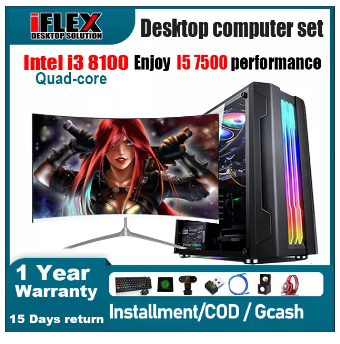 iFLEX
DESKTOP SOLUTION
Desktop computer set
Intel i3 8100 Enjoy I5 7500 performance
Quad-core
1 Year
Warranty
15 Days return
Installment/COD / Gcash